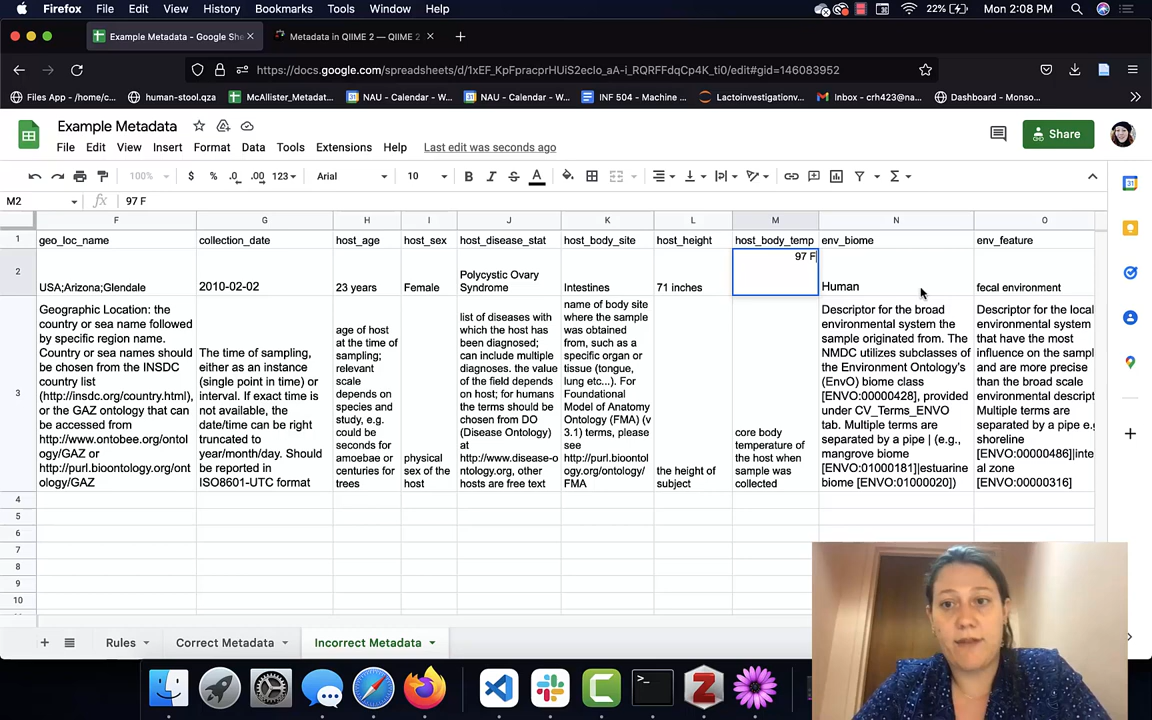 Firefox File Edit View History Bookmarks Tools Window Help 22% Mon 2:08 PM
Example Metadata - Google She × Metadata in QIIME 2 — QIIME 2 × +
https://docs.google.com/spreadsheets/d/1xEF_KpFpracprHUiS2eclo_aA-i_RQRFFdqCp4K_ti0/edit#gid=146083952
Files App - /home/c... human-stool.qza McAllister_Metadat... NAU - Calendar - W... NAU - Calendar - W... INF 504 - Machine ... Lactoinvestigationv... Inbox - crh423@na... Dashboard - Monso...
Example Metadata
Share
File Edit View Insert Format Data Tools Extensions Help Last edit was seconds ago
100% $ % .0 .00 123 Arial 10 B I S A
M2 fx 97 F
F G H I J K L M N O
1 geo_loc_name collection_date host_age host_sex host_disease_stat host_body_site host_height host_body_temp env_biome env_feature
2 USA;Arizona;Glendale 2010-02-02 23 years Female
Polycystic Ovary
Syndrome
Intestines 71 inches 97 F Human fecal environment
3
Geographic Location: the
country or sea name followed
by specific region name.
Country or sea names should
be chosen from the INSDC
country list
(http://insdc.org/country.html),
or the GAZ ontology that can
be accessed from
http://www.ontobee.org/ontol
ogy/GAZ or
http://purl.bioontology.org/ont
ology/GAZ
The time of sampling,
either as an instance
(single point in time) or
interval. If exact time is
not available, the
date/time can be right
truncated to
year/month/day. Should
be reported in
ISO8601-UTC format
age of host
at the time of
sampling;
relevant
scale
depends on
species and
study, e.g.
could be
seconds for
amoebae or
centuries for
trees
physical
sex of the
host
list of diseases with
which the host has
been diagnosed;
can include multiple
diagnoses. the value
of the field depends
on host; for humans
the terms should be
chosen from DO
(Disease Ontology)
at
http://www.disease-o
ntology.org, other
hosts are free text
name of body site
where the sample
was obtained
from, such as a
specific organ or
tissue (tongue,
lung etc...). For
Foundational
Model of Anatomy
Ontology (FMA) (v
3.1) terms, please
see
http://purl.bioontol
ogy.org/ontology/
FMA
the height of
subject
core body
temperature of
the host when
sample was
collected
Descriptor for the broad
environmental system the
sample originated from. The
NMDC utilizes subclasses of
the Environment Ontology's
(EnvO) biome class
[ENVO:00000428], provided
under CV_Terms_ENVO
tab. Multiple terms are
separated by a pipe | (e.g.,
mangrove biome
[ENVO:01000181]|estuarine
biome [ENVO:01000020])
Descriptor for the local
environmental system
that have the most
influence on the sampl
and are more precise
than the broad scale
environmental descript
Multiple terms are
separated by a pipe e.g
shoreline
[ENVO:00000486]|inte
idal zone
[ENVO:00000316]
4
5
6
7
8
9
10
+ Rules Correct Metadata Incorrect Metadata